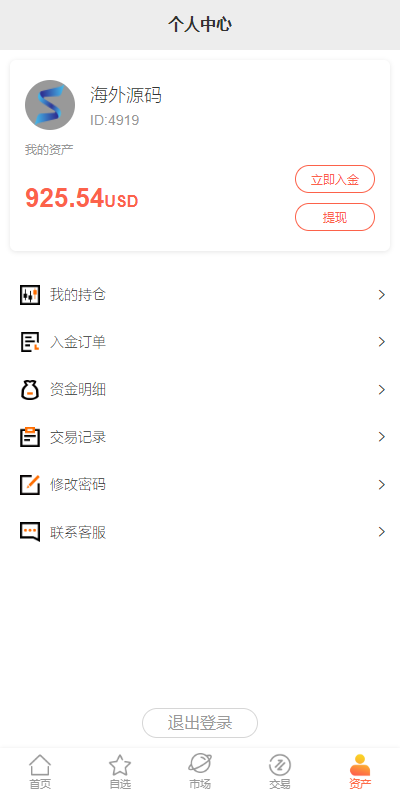 个人中心
海外源码
ID:4919
我的资产
立即入金
925.54USD
提现
我的持仓
入金订单
资金明细
交易记录
修改密码
联系客服
退出登录
首页 自选 市场 交易 资产